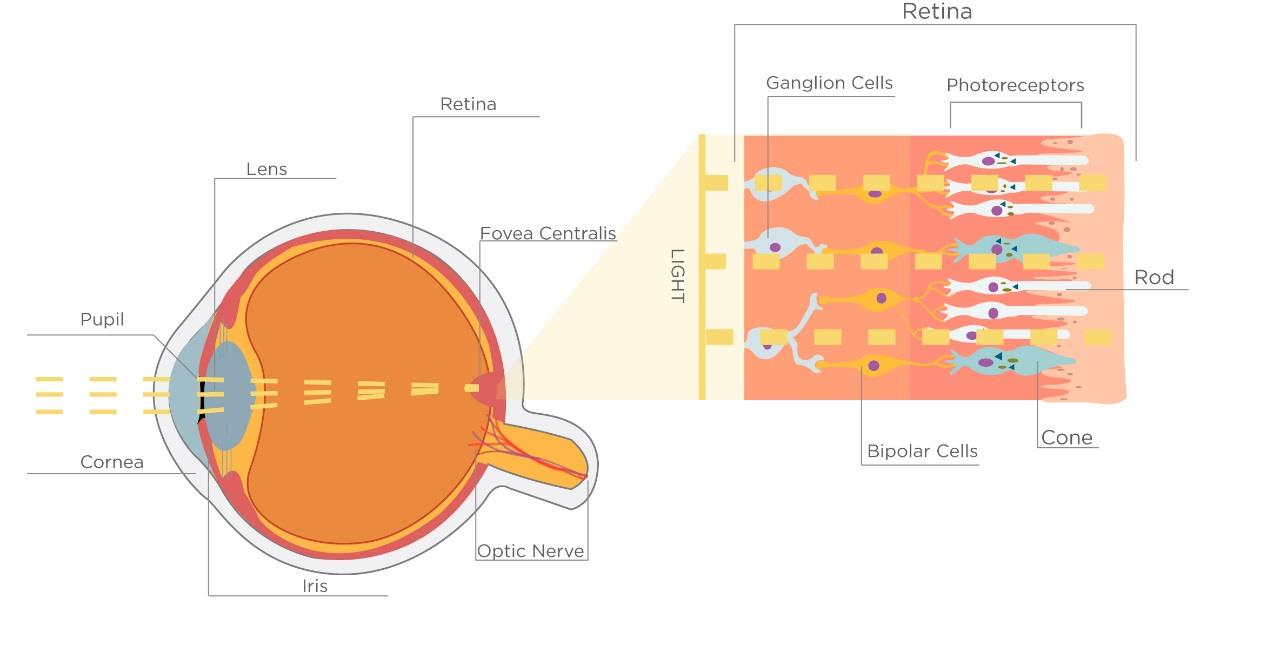 Retina
Ganglion Cells
Photoreceptors
Retina
Lens
Fovea Centralis
LIGHT
Rod
Pupil
Cone
Bipolar Cells
Cornea
Optic Nerve
Iris